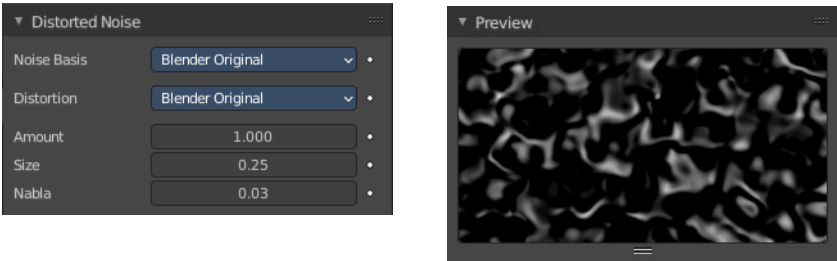 Distorted Noise
Noise Basis Blender Original
Distortion Blender Original
Amount 1.000
Size 0.25
Nabla 0.03
Preview